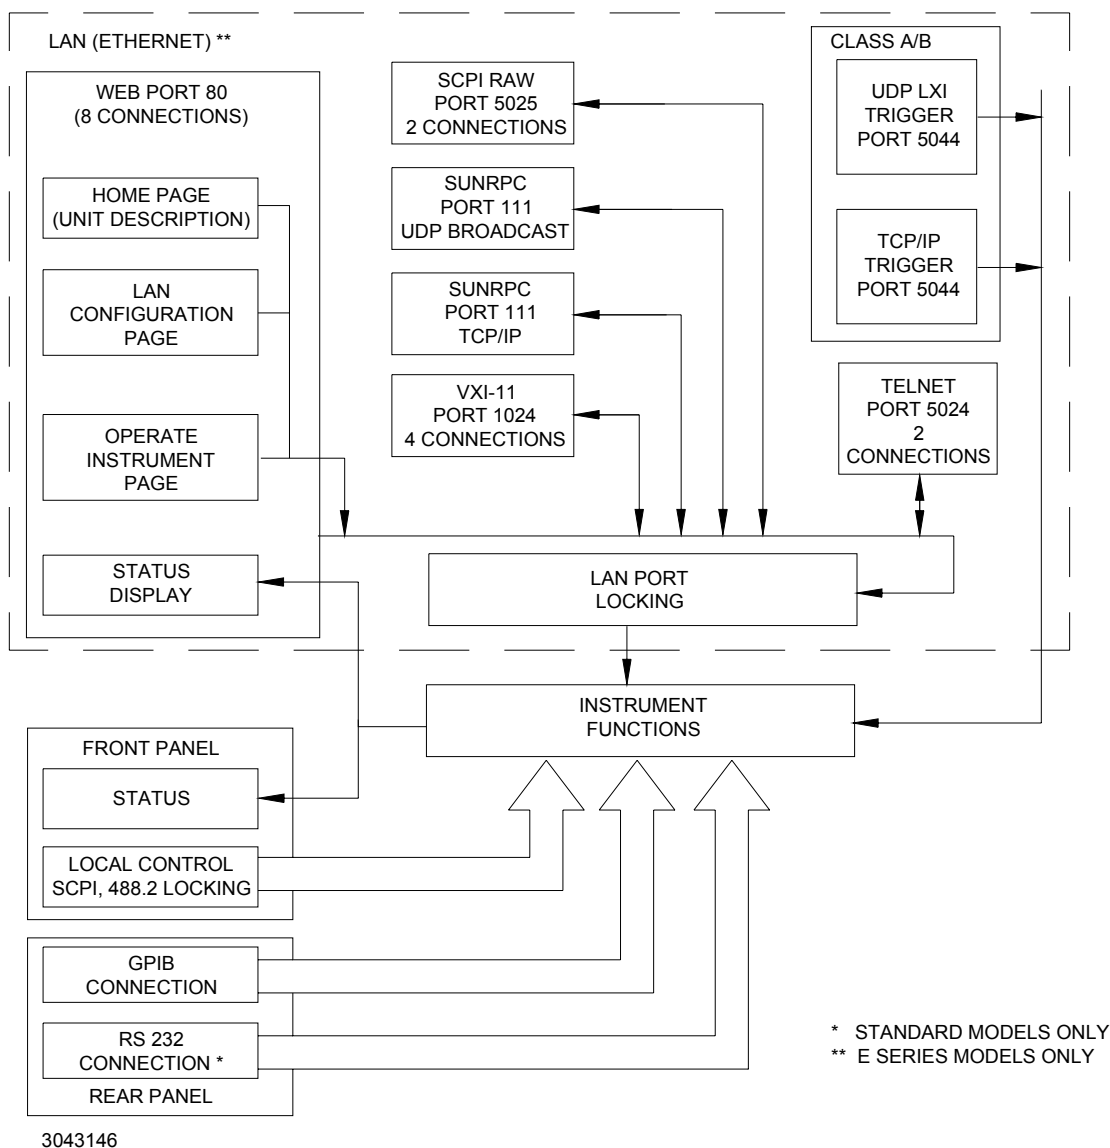 LAN (ETHERNET) **
WEB PORT 80
(8 CONNECTIONS)
HOME PAGE
(UNIT DESCRIPTION)
LAN
CONFIGURATION
PAGE
OPERATE
INSTRUMENT
PAGE
STATUS
DISPLAY
SCPI RAW
PORT 5025
2 CONNECTIONS
SUNRPC
PORT 111
UDP BROADCAST
SUNRPC
PORT 111
TCP/IP
VXI-11
PORT 1024
4 CONNECTIONS
CLASS A/B
UDP LXI
TRIGGER
PORT 5044
TCP/IP
TRIGGER
PORT 5044
TELNET
PORT 5024
2
CONNECTIONS
LAN PORT
LOCKING
INSTRUMENT
FUNCTIONS
FRONT PANEL
STATUS
LOCAL CONTROL
SCPI, 488.2 LOCKING
GPIB
CONNECTION
RS 232
CONNECTION *
REAR PANEL
* STANDARD MODELS ONLY
** E SERIES MODELS ONLY
3043146